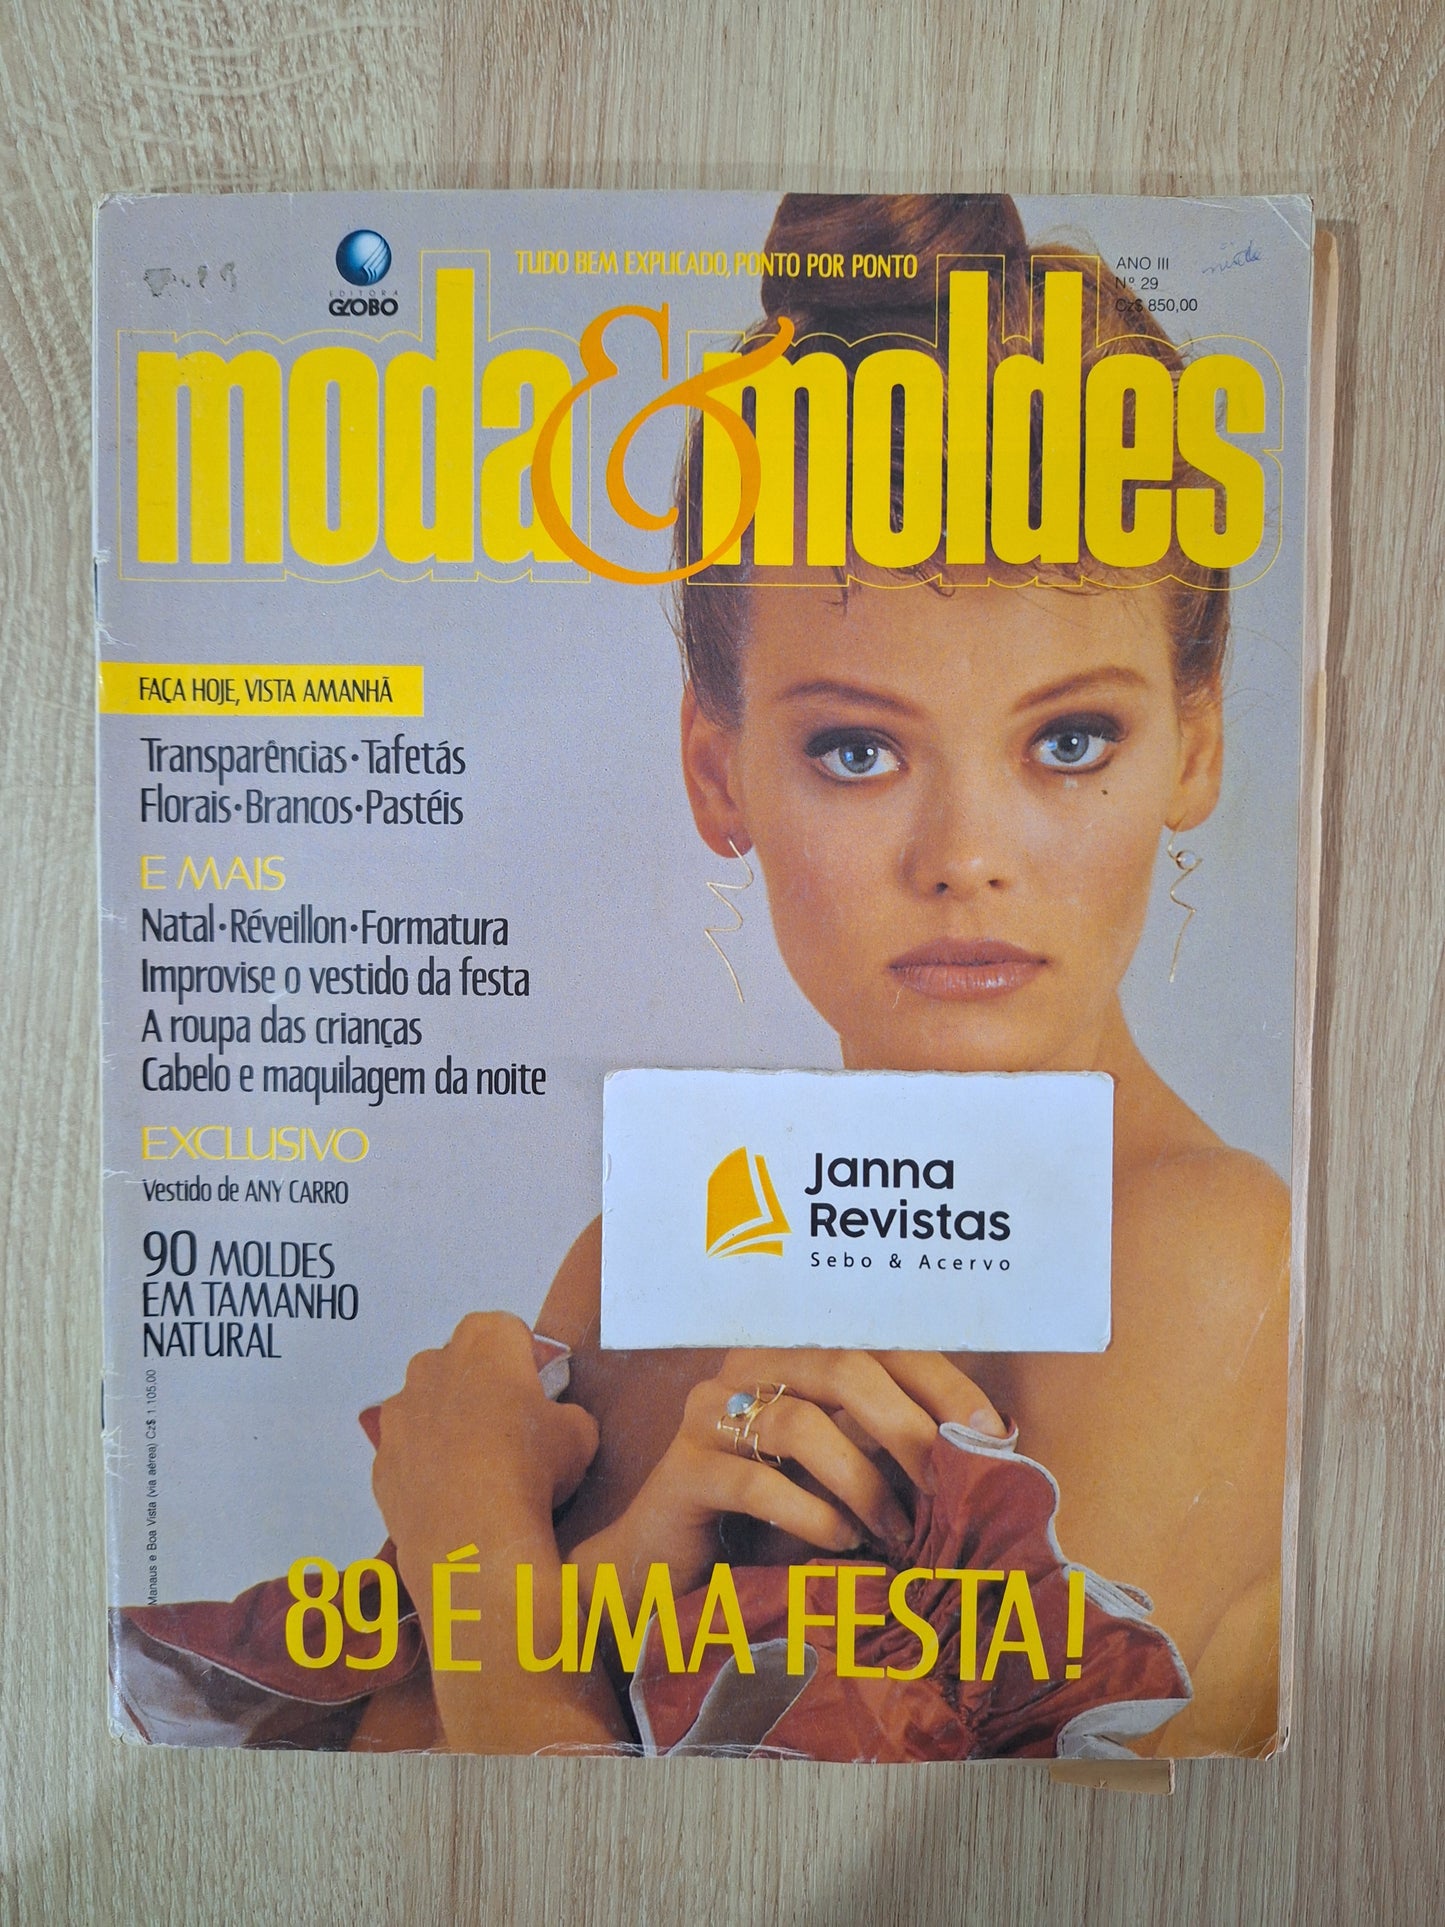 EDITORA
GLOBO
TUDO BEM EXPLICADO, PONTO POR PONTO
ANO III
Nº 29
Cz$ 850,00
moda & moldes
FAÇA HOJE, VISTA AMANHÃ
Transparências • Tafetás
Florais • Brancos • Pastéis
E MAIS
Natal • Réveillon • Formatura
Improvise o vestido da festa
A roupa das crianças
Cabelo e maquilagem da noite
EXCLUSIVO
Vestido de ANY CARRO
90 MOLDES
EM TAMANHO
NATURAL
Manaus e Boa Vista (via aérea) Cz$ 1.105,00
Janna
Revistas
Sebo & Acervo
89 É UMA FESTA!